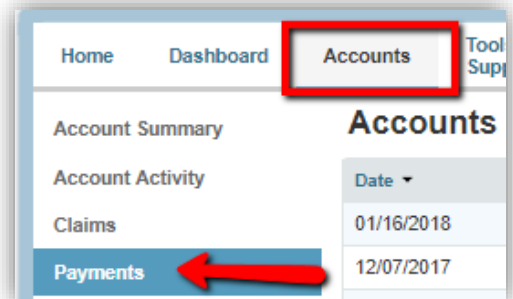 Home Dashboard Accounts
Account Summary
Account Activity
Claims
Payments
Accounts
Date
01/16/2018
12/07/2017